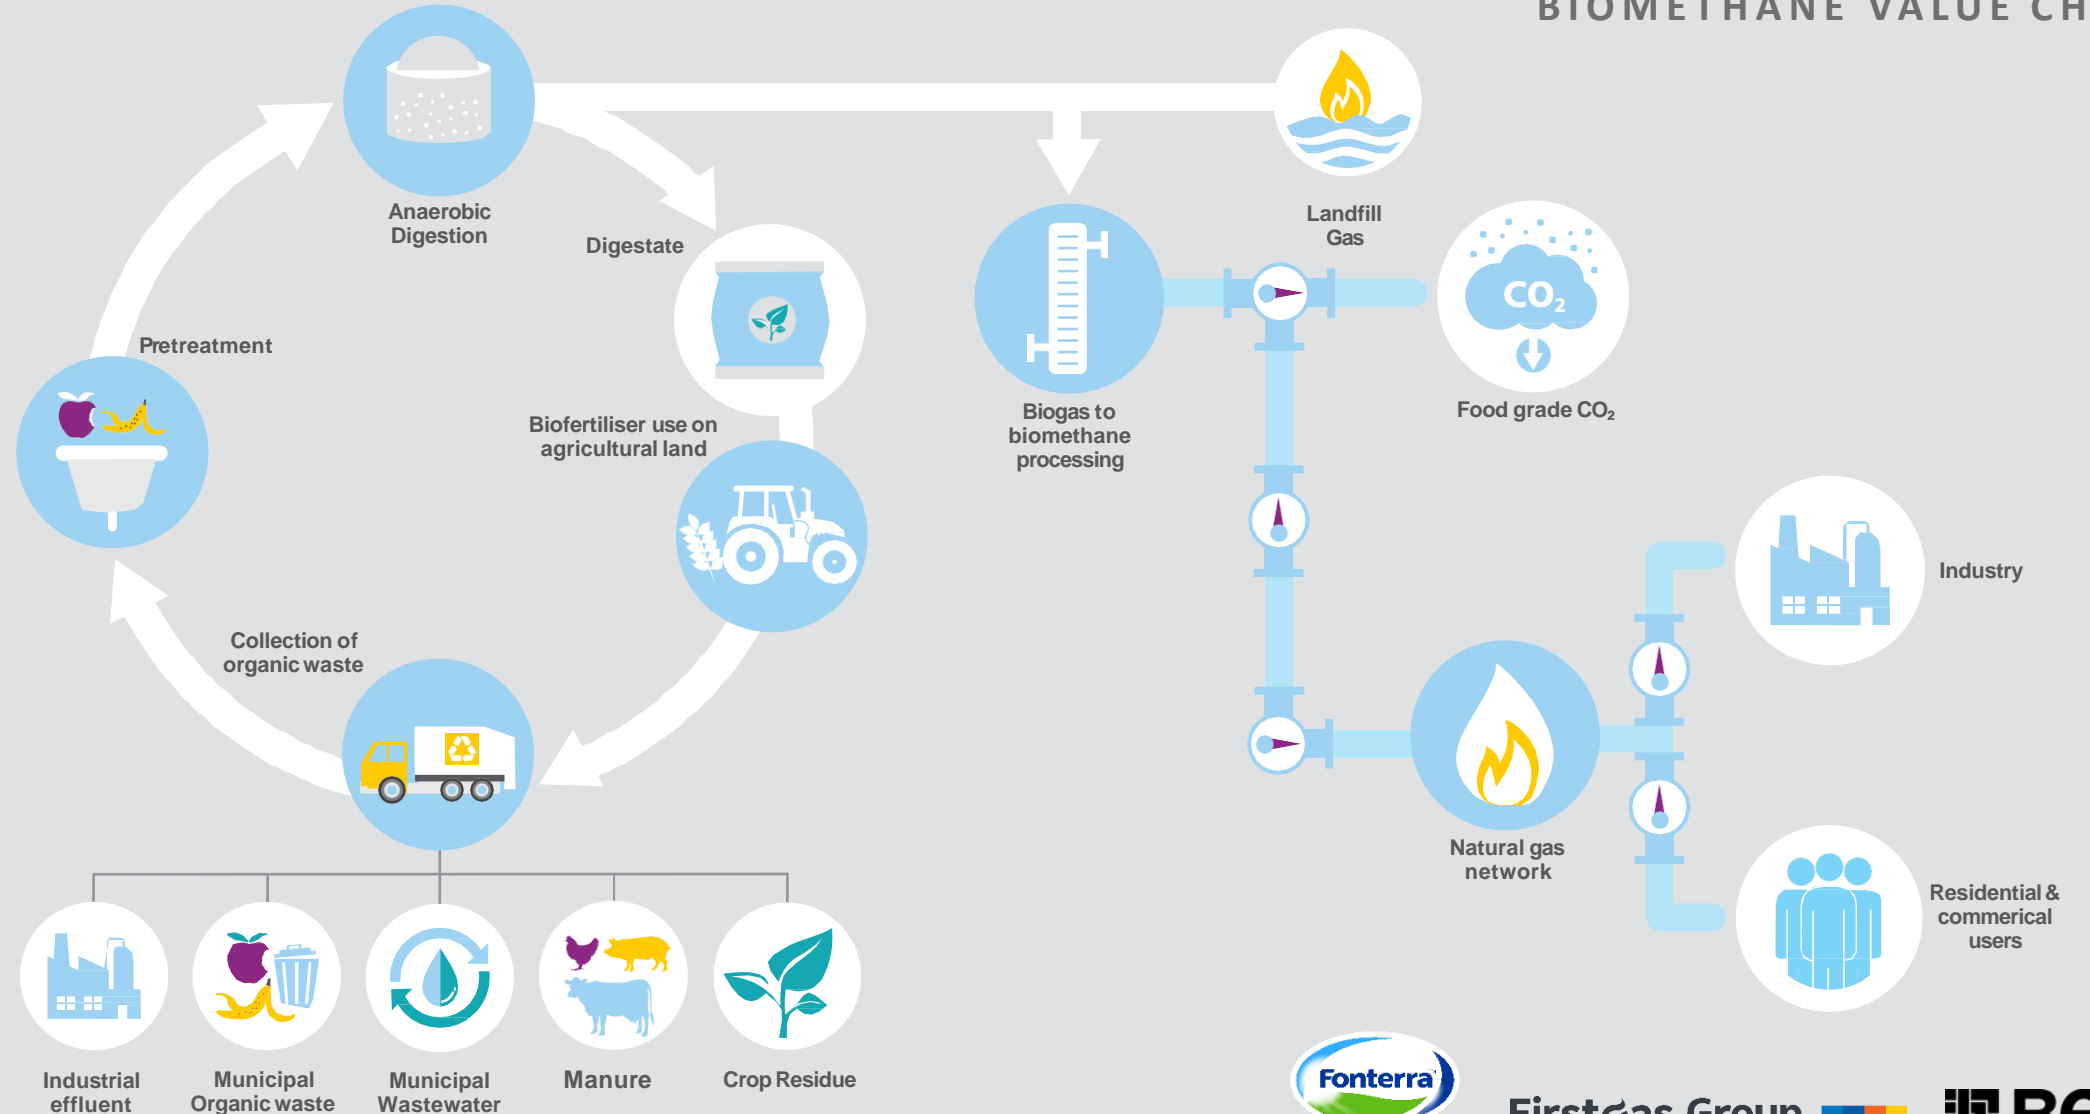 BIOMETHANE VALUE
Anaerobic
Digestion
Landfill
Gas
Digestate
CO₂
Pretreatment
Biofertiliser use on
agricultural land
Biogas to
biomethane
processing
Food grade CO₂
Industry
Collection of
organic waste
Natural gas
network
Residential &
commerical
users
Industrial
effluent
Municipal
Organic waste
Municipal
Wastewater
Manure
Crop Residue
Fonterra
Firstgas Group